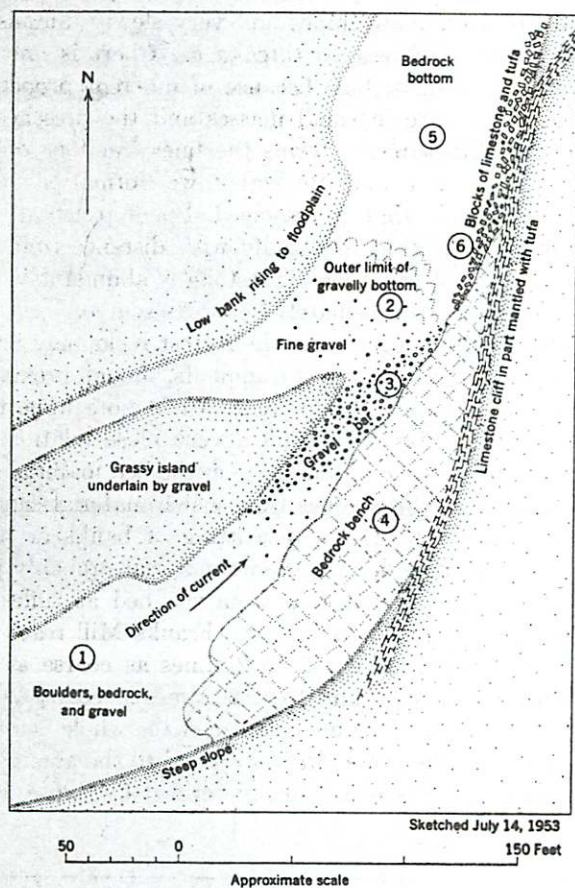 N
Bedrock
bottom
5
Blocks of limestone and tufa
6
Low bank rising to floodplain
Outer limit of
gravelly bottom
2
Fine gravel
Limestone cliff in part mantled with tufa
3
Gravel bar
Grassy island
underlain by gravel
4
Bedrock bench
Direction of current
1
Boulders, bedrock,
and gravel
Steep slope
Sketched July 14, 1953
50 0 150 Feet
Approximate scale